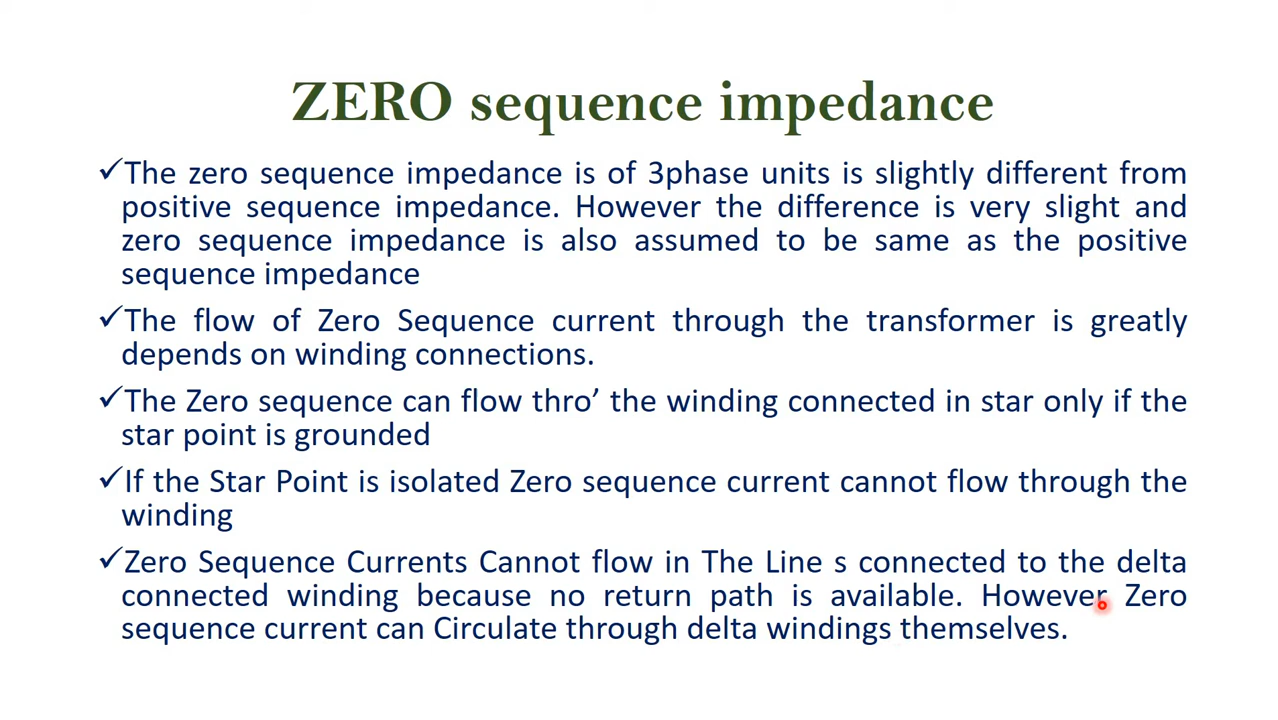 ZERO sequence impedance
✓The zero sequence impedance is of 3phase units is slightly different from
positive sequence impedance. However the difference is very slight and
zero sequence impedance is also assumed to be same as the positive
sequence impedance
✓The flow of Zero Sequence current through the transformer is greatly
depends on winding connections.
✓The Zero sequence can flow thro’ the winding connected in star only if the
star point is grounded
✓If the Star Point is isolated Zero sequence current cannot flow through the
winding
✓Zero Sequence Currents Cannot flow in The Line s connected to the delta
connected winding because no return path is available. However Zero
sequence current can Circulate through delta windings themselves.